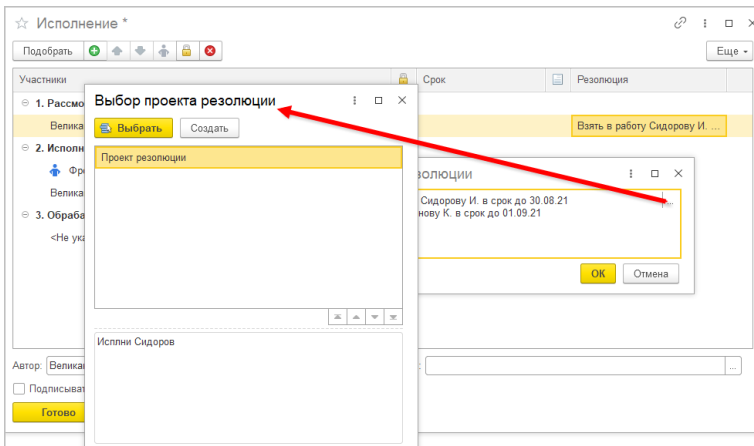 Исполнение *
Подобрать
Еще
Участники
Срок
Резолюция
1. Рассмо
Велика
Взять в работу Сидорову И. ...
2. Исполн
Фро
Велика
3. Обраба
<Не ука
Выбор проекта резолюции
Выбрать
Создать
Проект резолюции
Исплни Сидоров
золюции
Сидорову И. в срок до 30.08.21
нову К. в срок до 01.09.21
...
ОК
Отмена
Автор:
Велика
:
...
Подписыват
Готово